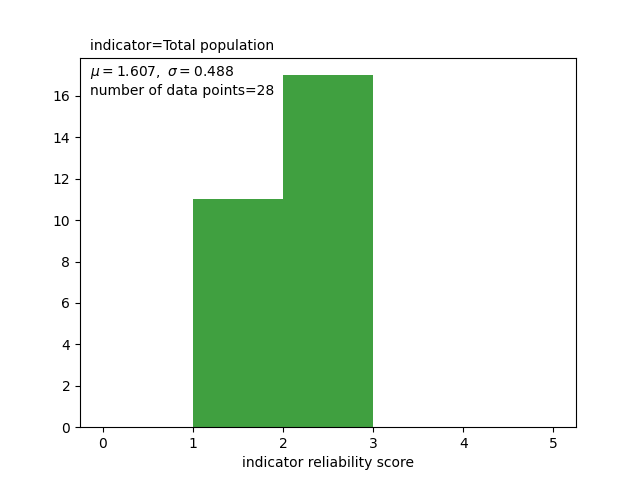 indicator=Total population
μ = 1.607, σ = 0.488
number of data points=28
16
14
12
10
8
6
4
2
0
0 1 2 3 4 5
indicator reliability score